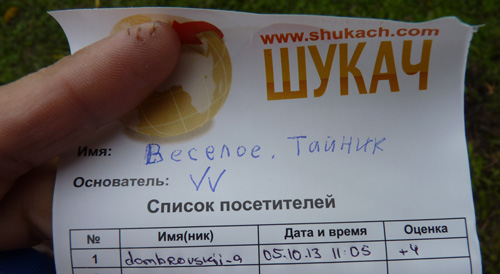 www.shukach.com
ШУКАЧ
Имя: Веселое. Тайник
Основатель: VV
Список посетителей
№ Имя(ник) Дата и время Оценка
1 dombrovskij-a 05.10.13 11:05 +4